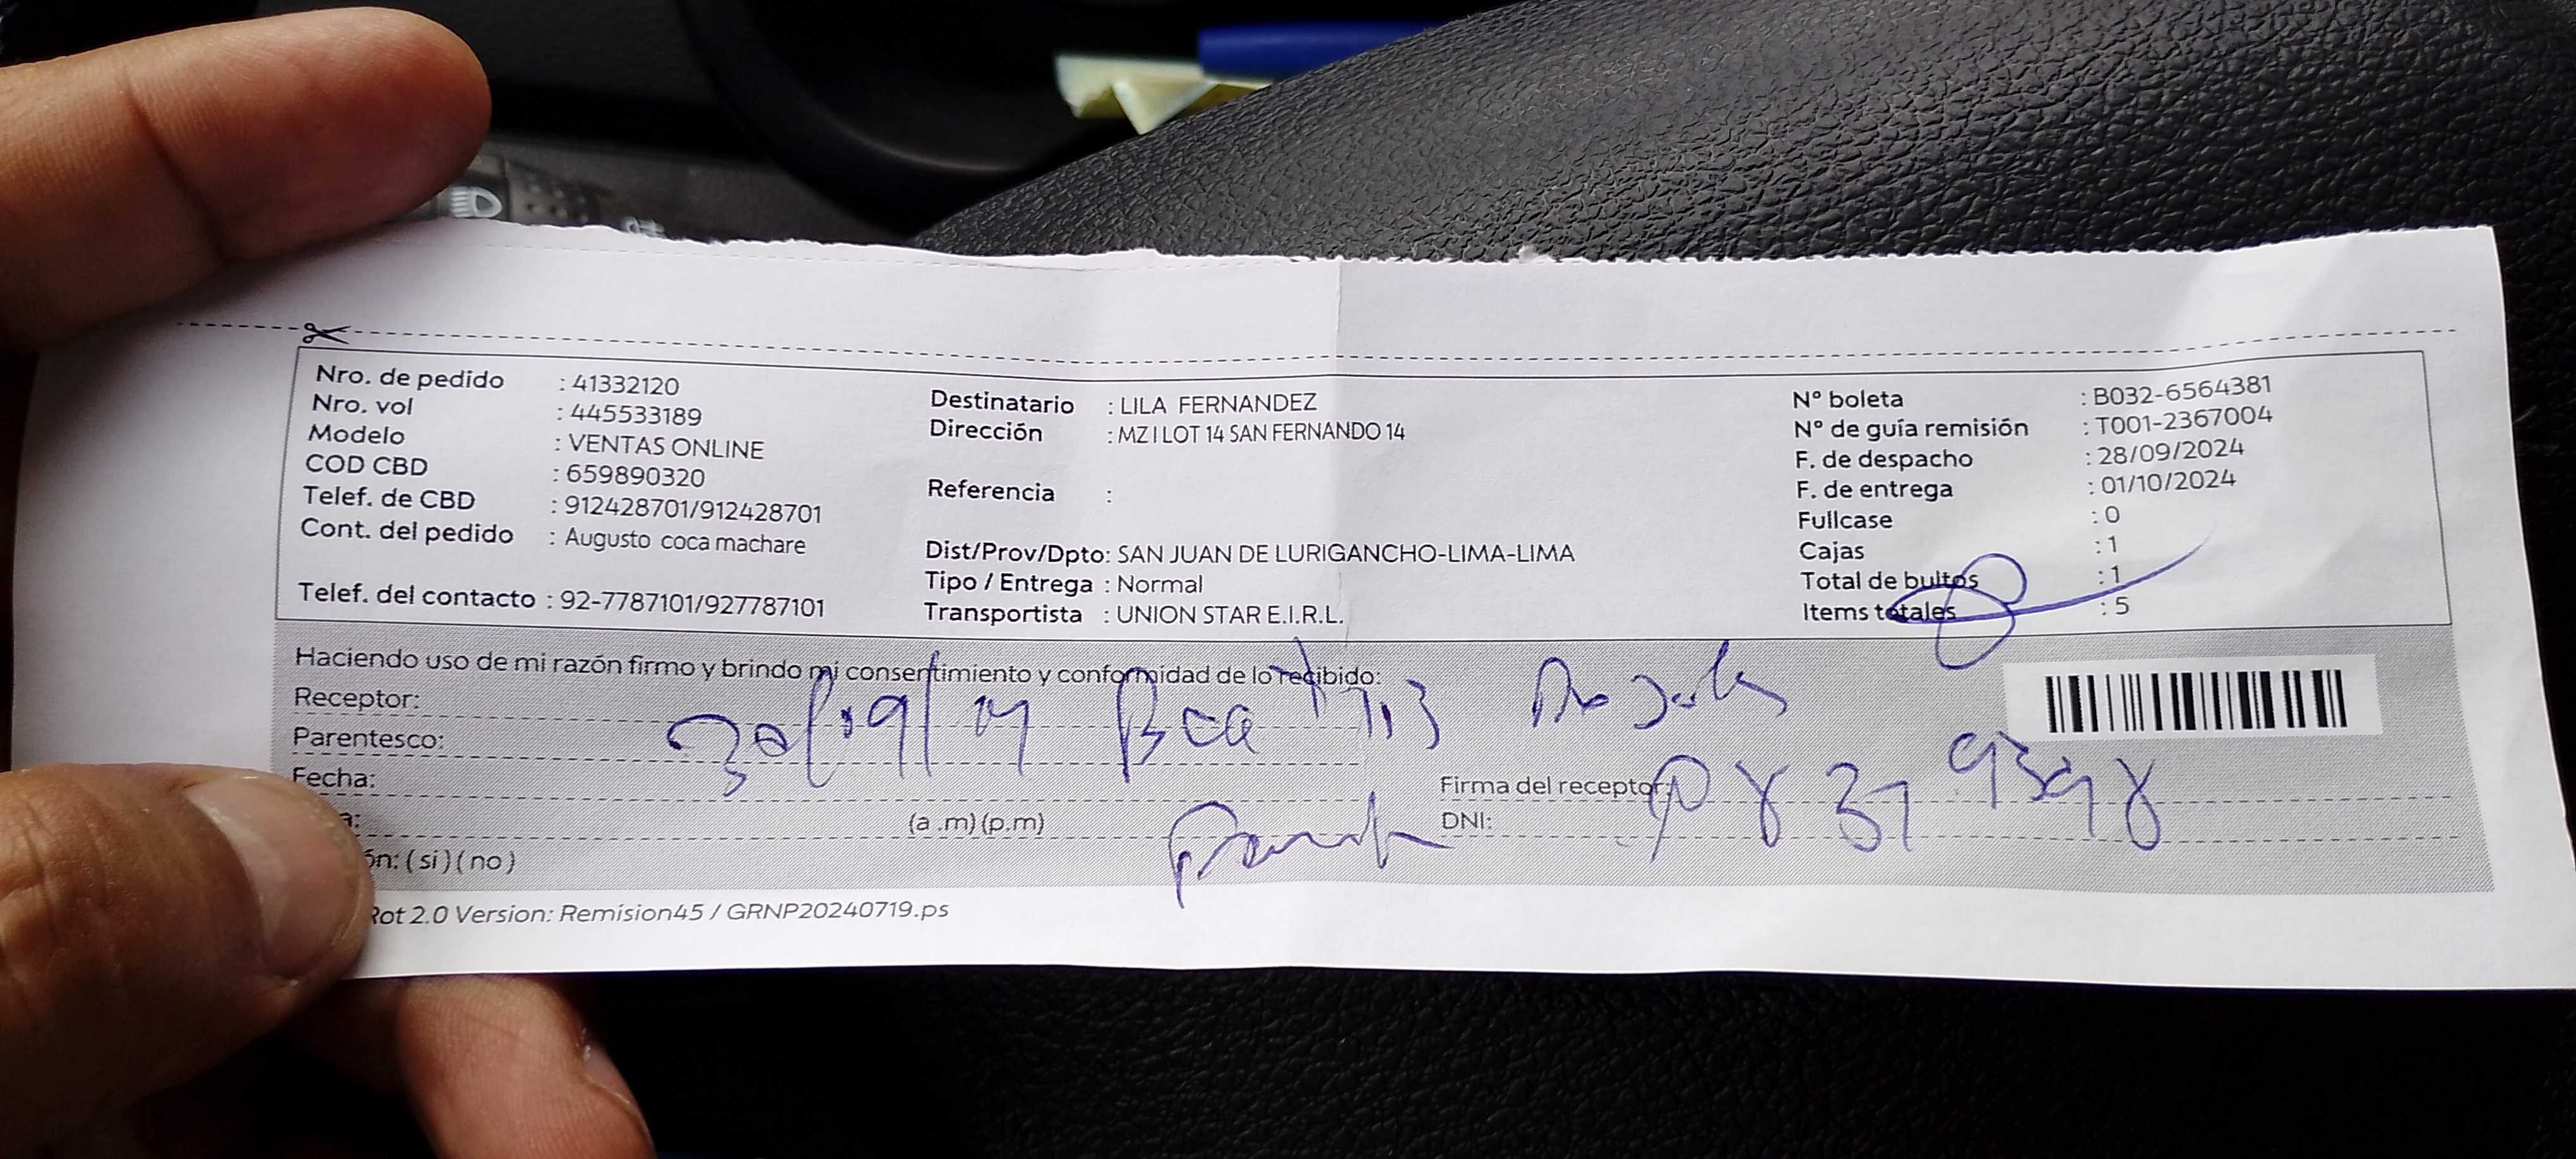 Nro. de pedido : 41332120
Nro. vol : 445533189
Modelo : VENTAS ONLINE
COD CBD : 659890320
Telef. de CBD : 912428701/912428701
Cont. del pedido : Augusto coca machare
Telef. del contacto : 92-7787101/927787101
Destinatario : LILA FERNANDEZ
Dirección : MZ I LOT 14 SAN FERNANDO 14
Referencia :
Dist/Prov/Dpto: SAN JUAN DE LURIGANCHO-LIMA-LIMA
Tipo / Entrega : Normal
Transportista : UNION STAR E.I.R.L.
N° boleta : B032-6564381
N° de guía remisión : T001-2367004
F. de despacho : 28/09/2024
F. de entrega : 01/10/2024
Fullcase : 0
Cajas : 1
Total de bultos : 1
Items totales : 5
Haciendo uso de mi razón firmo y brindo mi consentimiento y conformidad de lo recibido:
Receptor:
Parentesco:
Fecha:
(a .m) (p.m)
ón: ( si ) ( no )
Firma del receptor:
DNI:
Rot 2.0 Version: Remision45 / GRNP20240719.ps